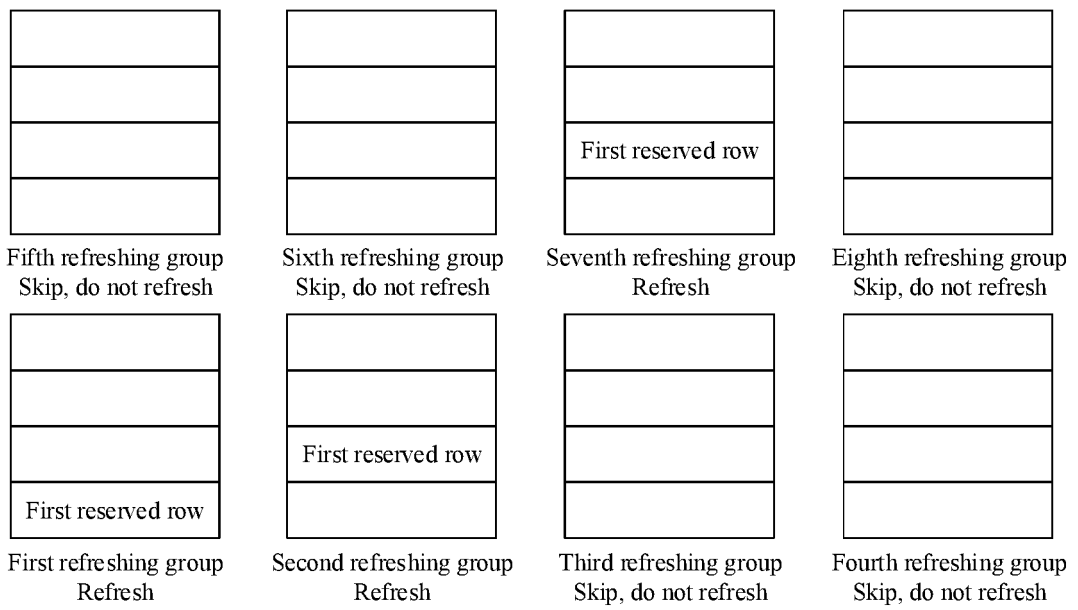 First reserved row
Fifth refreshing group
Skip, do not refresh
Sixth refreshing group
Skip, do not refresh
Seventh refreshing group
Refresh
Eighth refreshing group
Skip, do not refresh
First reserved row
First reserved row
First refreshing group
Refresh
Second refreshing group
Refresh
Third refreshing group
Skip, do not refresh
Fourth refreshing group
Skip, do not refresh